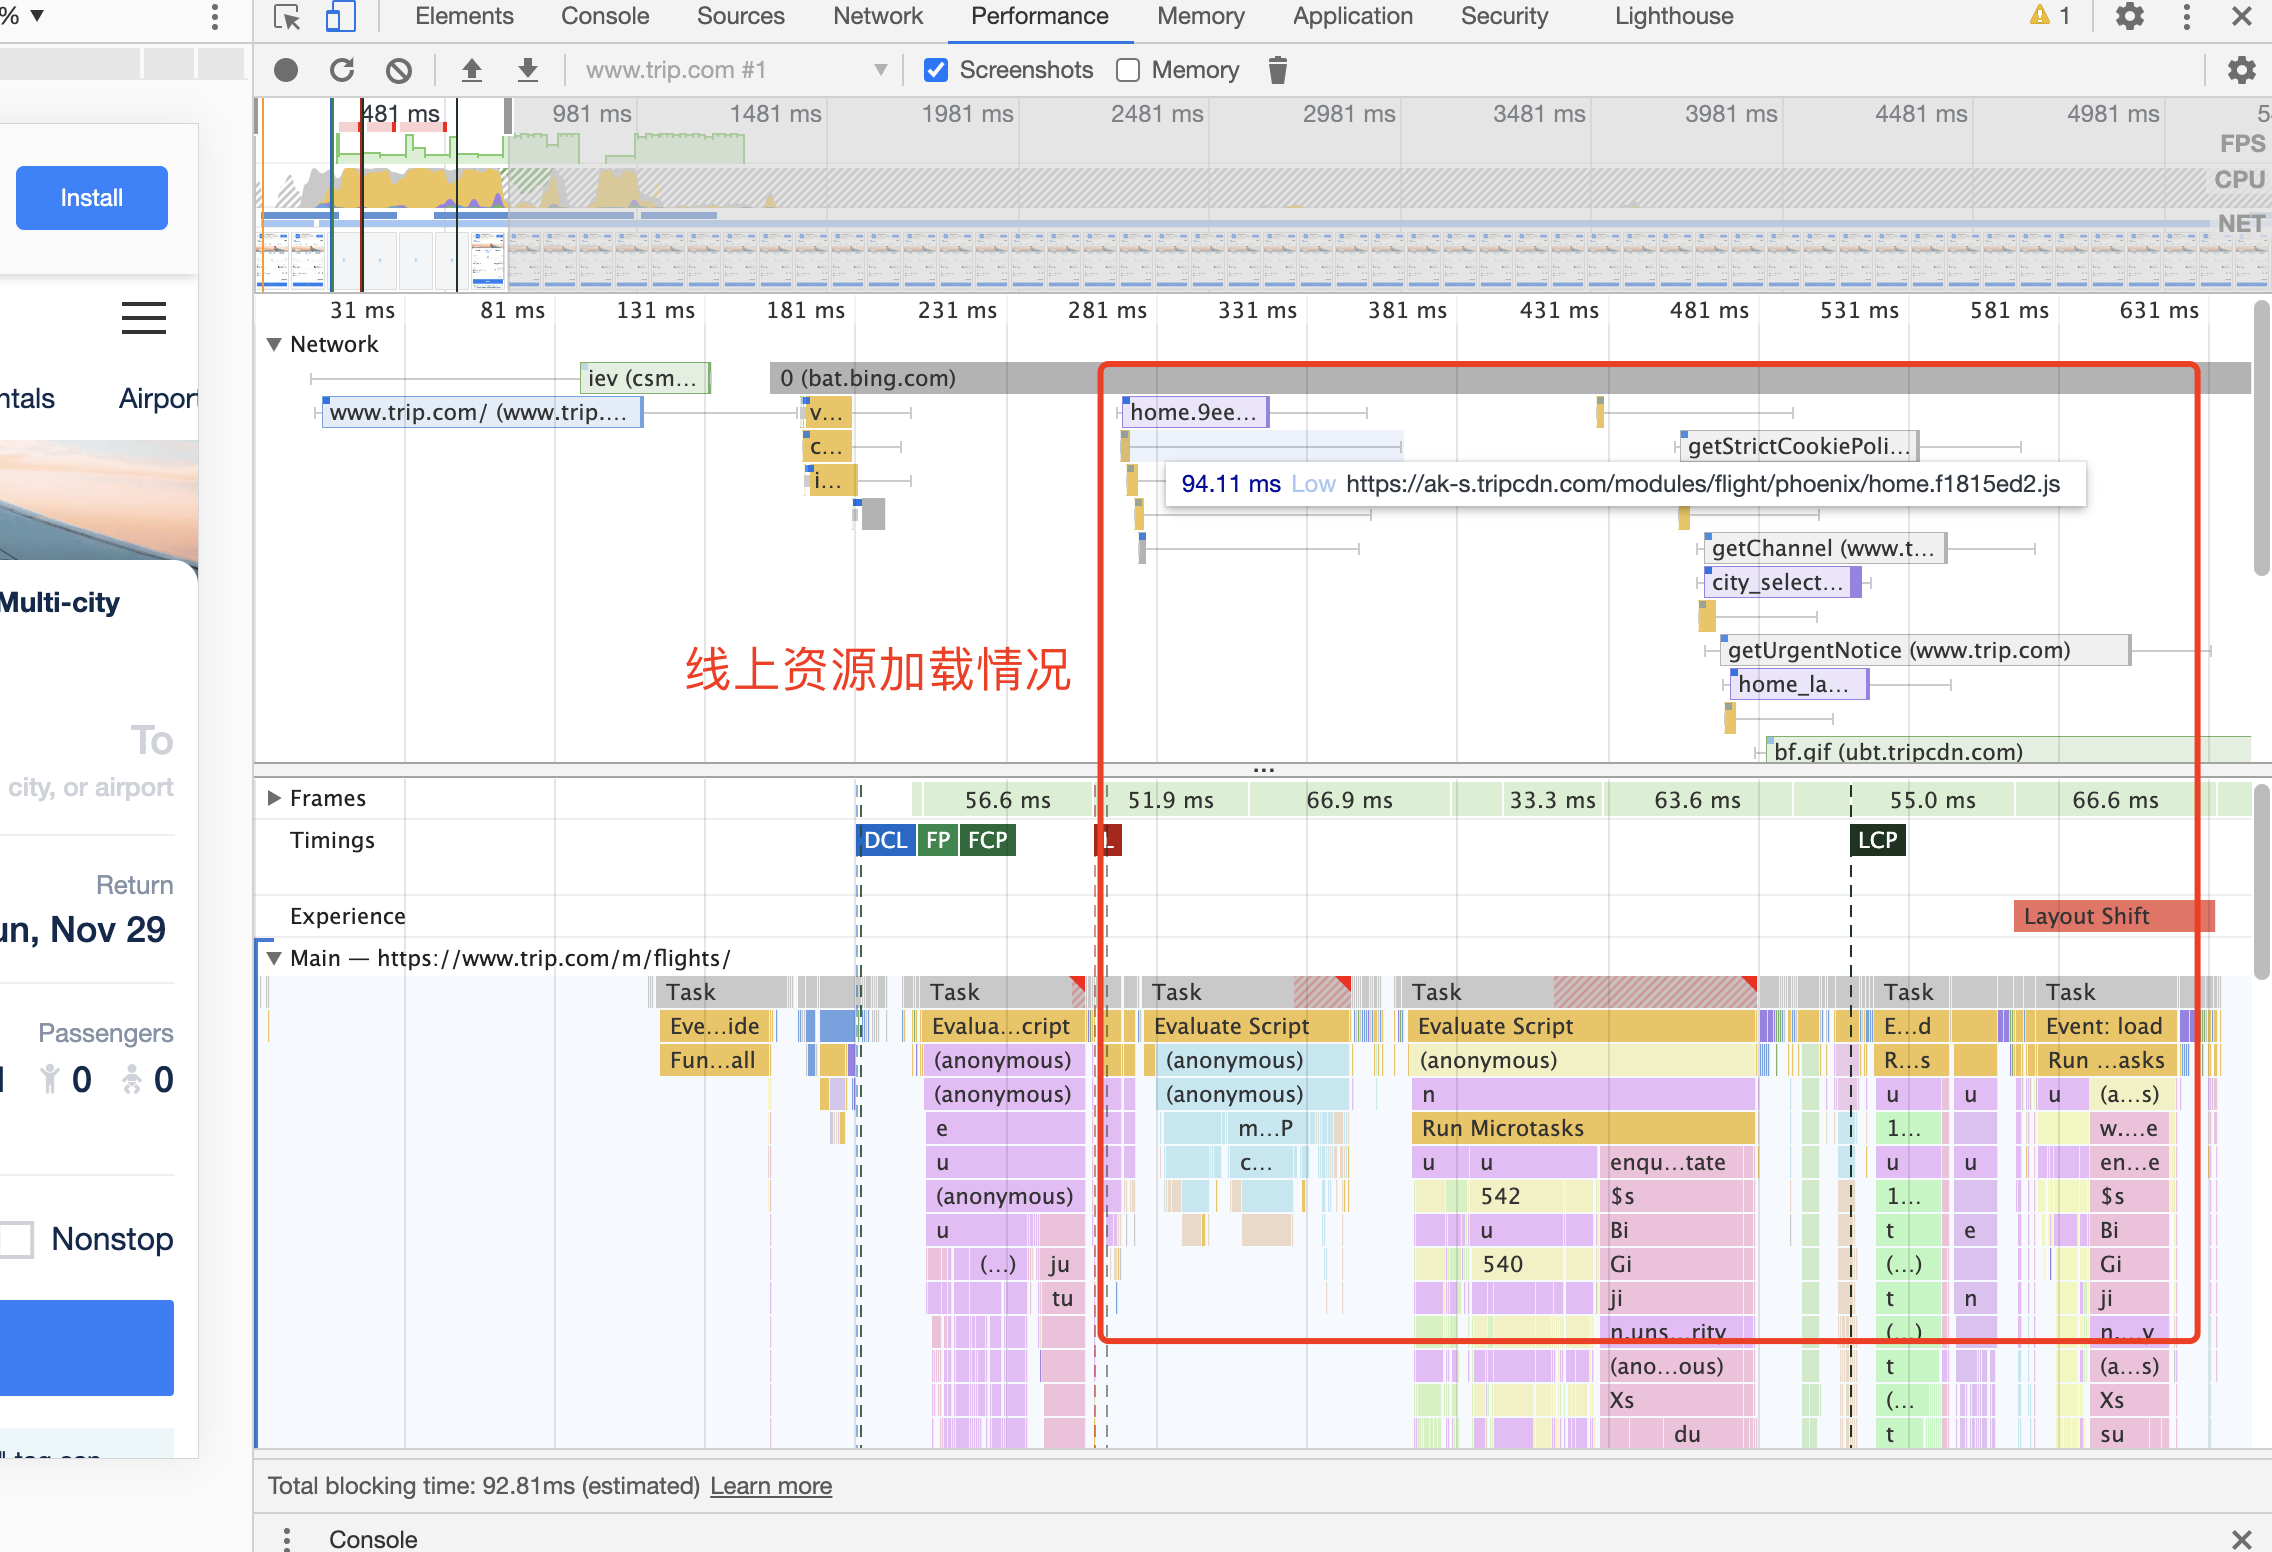 % ▼
Elements Console Sources Network Performance Memory Application Security Lighthouse 1
www.trip.com #1 Screenshots Memory
481 ms 981 ms 1481 ms 1981 ms 2481 ms 2981 ms 3481 ms 3981 ms 4481 ms 4981 ms 5
FPS
CPU
NET
Install
ntals Airport
Multi-city
To
city, or airport
Return
un, Nov 29
Passengers
0 0
Nonstop
31 ms 81 ms 131 ms 181 ms 231 ms 281 ms 331 ms 381 ms 431 ms 481 ms 531 ms 581 ms 631 ms
Network
iev (csm... 0 (bat.bing.com)
www.trip.com/ (www.trip.... v... home.9ee...
c... getStrictCookiePoli...
i... 94.11 ms Low https://ak-s.tripcdn.com/modules/flight/phoenix/home.f1815ed2.js
getChannel (www.t...
city_select...
getUrgentNotice (www.trip.com)
线上资源加载情况
home_la...
bf.gif (ubt.tripcdn.com)
...
Frames 56.6 ms 51.9 ms 66.9 ms 33.3 ms 63.6 ms 55.0 ms 66.6 ms
Timings DCL FP FCP L LCP
Experience Layout Shift
Main — https://www.trip.com/m/flights/
Task Task Task Task Task Task
Eve...ide Evalua...cript Evaluate Script Evaluate Script E...d Event: load
Fun...all (anonymous) (anonymous) (anonymous) R...s Run ...asks
(anonymous) (anonymous) n u u u (a...s)
e m...P Run Microtasks 1... w....e
u c... u u enqu...tate u u en...e
(anonymous) 542 $s 1... $s
u u Bi t e Bi
(...) ju 540 Gi (...) Gi
tu ji t n ji
n.uns...rity (...) n....y
(ano...ous) t (a...s)
Xs (... Xs
du t su
Total blocking time: 92.81ms (estimated) Learn more
Console